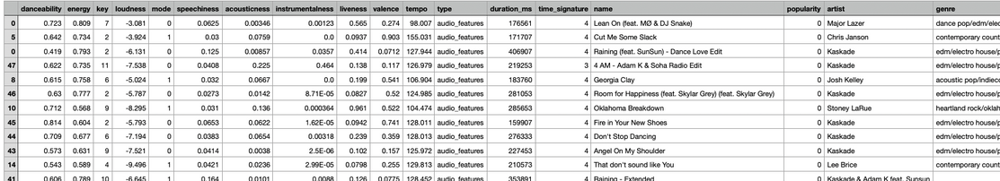 danceability energy key loudness mode speechiness acousticness instrumentalness liveness valence tempo type duration_ms time_signature name popularity artist genre
0 0.723 0.809 7 -3.081 0 0.0625 0.00346 0.00123 0.565 0.274 98.007 audio_features 176561 4 Lean On (feat. MØ & DJ Snake) 0 Major Lazer dance pop/edm/elec
5 0.642 0.734 2 -3.924 1 0.03 0.0759 0.0 0.0937 0.903 155.031 audio_features 171707 4 Cut Me Some Slack 0 Chris Janson contemporary count
0 0.419 0.793 2 -6.131 0 0.125 0.00857 0.0357 0.414 0.0712 127.944 audio_features 406907 4 Raining (feat. SunSun) - Dance Love Edit 0 Kaskade edm/electro house/p
47 0.622 0.735 11 -7.538 0 0.0408 0.225 0.464 0.138 0.117 126.979 audio_features 219253 3 4 AM - Adam K & Soha Radio Edit 0 Kaskade edm/electro house/p
8 0.615 0.758 6 -5.024 1 0.032 0.0667 0.0 0.199 0.541 106.904 audio_features 183760 4 Georgia Clay 0 Josh Kelley acoustic pop/indieco
46 0.63 0.777 2 -5.787 0 0.0273 0.0142 8.71E-05 0.0827 0.52 124.985 audio_features 281053 4 Room for Happiness (feat. Skylar Grey) (feat. Skylar Grey) 0 Kaskade edm/electro house/p
10 0.712 0.568 9 -8.295 1 0.031 0.136 0.000364 0.961 0.522 104.474 audio_features 285653 4 Oklahoma Breakdown 0 Stoney LaRue heartland rock/oklah
45 0.814 0.604 2 -5.793 0 0.0653 0.0622 1.62E-05 0.0942 0.741 128.011 audio_features 159907 4 Fire in Your New Shoes 0 Kaskade edm/electro house/p
44 0.709 0.677 6 -7.194 0 0.0383 0.0654 0.00318 0.239 0.359 128.013 audio_features 276333 4 Don't Stop Dancing 0 Kaskade edm/electro house/p
43 0.573 0.631 9 -7.521 0 0.0414 0.0038 2.5E-06 0.102 0.157 125.972 audio_features 227453 4 Angel On My Shoulder 0 Kaskade edm/electro house/p
14 0.543 0.589 4 -9.496 1 0.0421 0.0236 2.99E-05 0.0798 0.255 129.813 audio_features 210573 4 That don't sound like You 0 Lee Brice contemporary count
41 0.606 0.789 10 -6.645 1 0.164 0.0101 0.0088 0.126 0.0775 128.452 audio_features 353891 4 Raining - Extended 0 Kaskade & Adam K feat. Sunsun